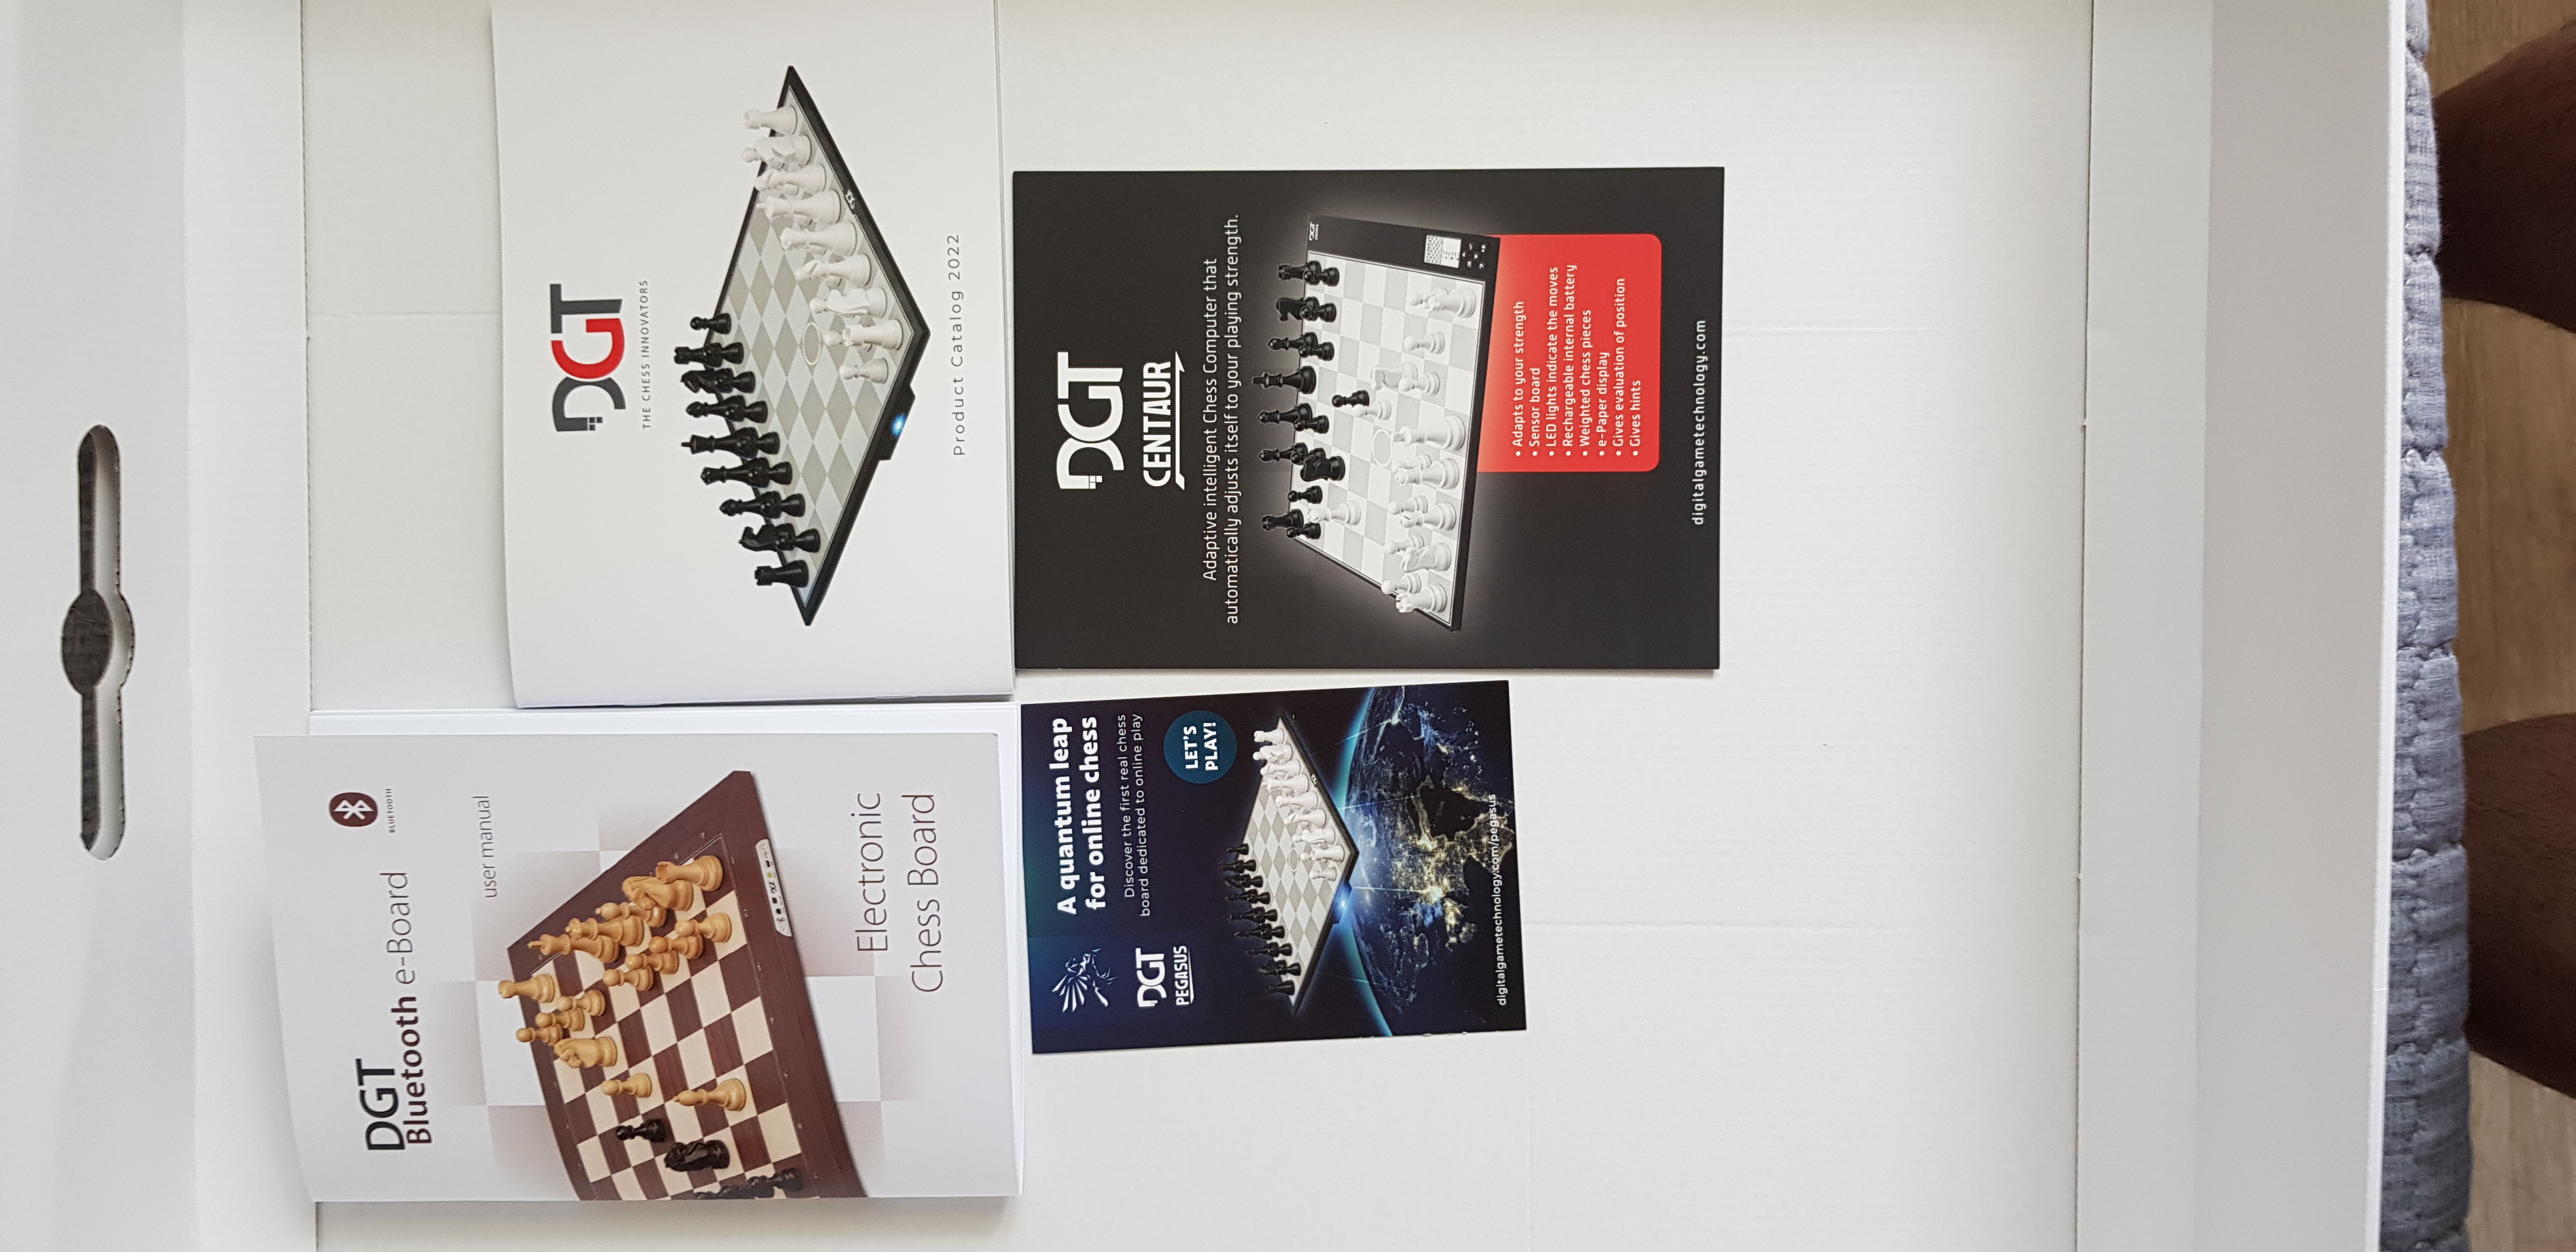 DGT
Bluetooth e-Board
BLUETOOTH
user manual
Electronic
Chess Board
DGT
THE CHESS INNOVATORS
Product Catalog 2022
A quantum leap
for online chess
Discover the first real chess
board dedicated to online play
DGT
PEGASUS
LET'S
PLAY!
digitalgametechnology.com/pegasus
DGT
CENTAUR
Adaptive intelligent Chess Computer that
automatically adjusts itself to your playing strength.
DGT
• Adapts to your strength
• Sensor board
• LED lights indicate the moves
• Rechargeable internal battery
• Weighted chess pieces
• e-Paper display
• Gives evaluation of position
• Gives hints
digitalgametechnology.com